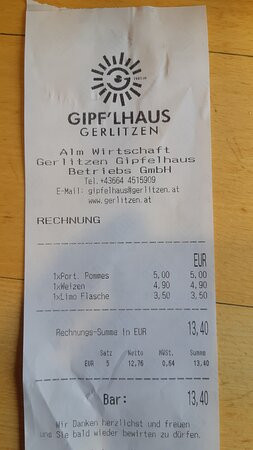 GIPF'LHAUS
GERLITZEN
Alm Wirtschaft
Gerlitzen Gipfelhaus
Betriebs GmbH
Tel.+43664 4515909
E-Mail: gipfelhaus@gerlitzen.at
www.gerlitzen.at
RECHNUNG
EUR
1xPort. Pommes 5,00 5,00
1xWeizen 4,90 4,90
1xLimo Flasche 3,50 3,50
Rechnungs-Summe in EUR 13,40
Satz Netto MWSt. Summe
EUR 5 12,76 0,64 13,40
Bar: 13,40
Wir Danken herzlichst und freuen
uns Sie bald wieder bewirten zu dürfen.